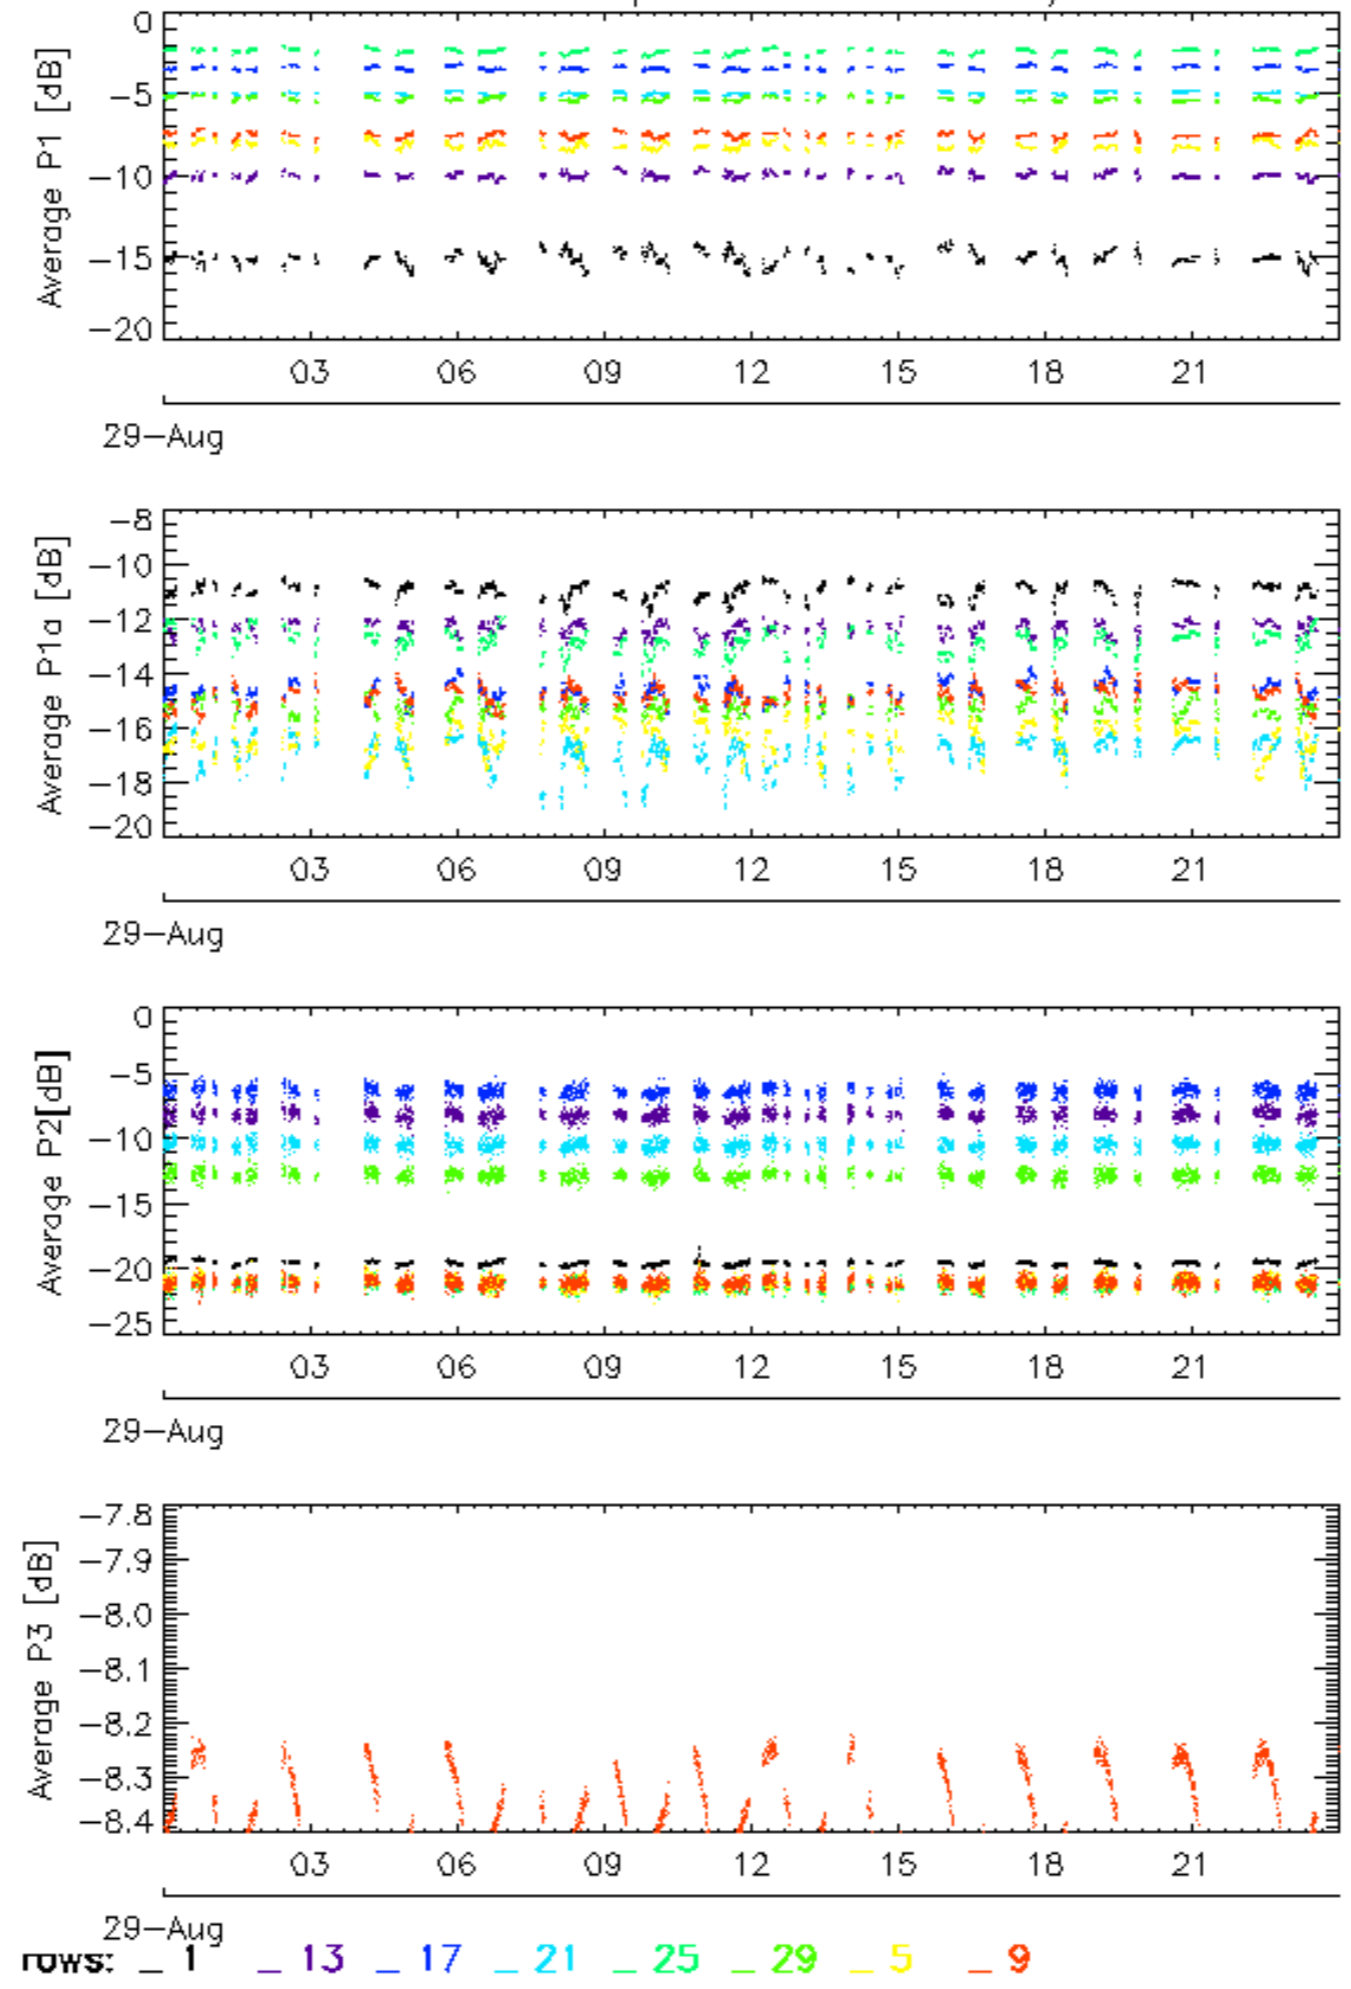 0
−5
−10
−15
−20
Average P1 [dB]
03 06 09 12 15 18 21
29−Aug
−8
−10
−12
−14
−16
−18
−20
Average P1a [dB]
03 06 09 12 15 18 21
29−Aug
0
−5
−10
−15
−20
−25
Average P2[dB]
03 06 09 12 15 18 21
29−Aug
−7.8
−7.9
−8.0
−8.1
−8.2
−8.3
−8.4
Average P3 [dB]
03 06 09 12 15 18 21
29−Aug
rows: _ 1 _ 13 _ 17 _ 21 _ 25 _ 29 _ 5 _ 9